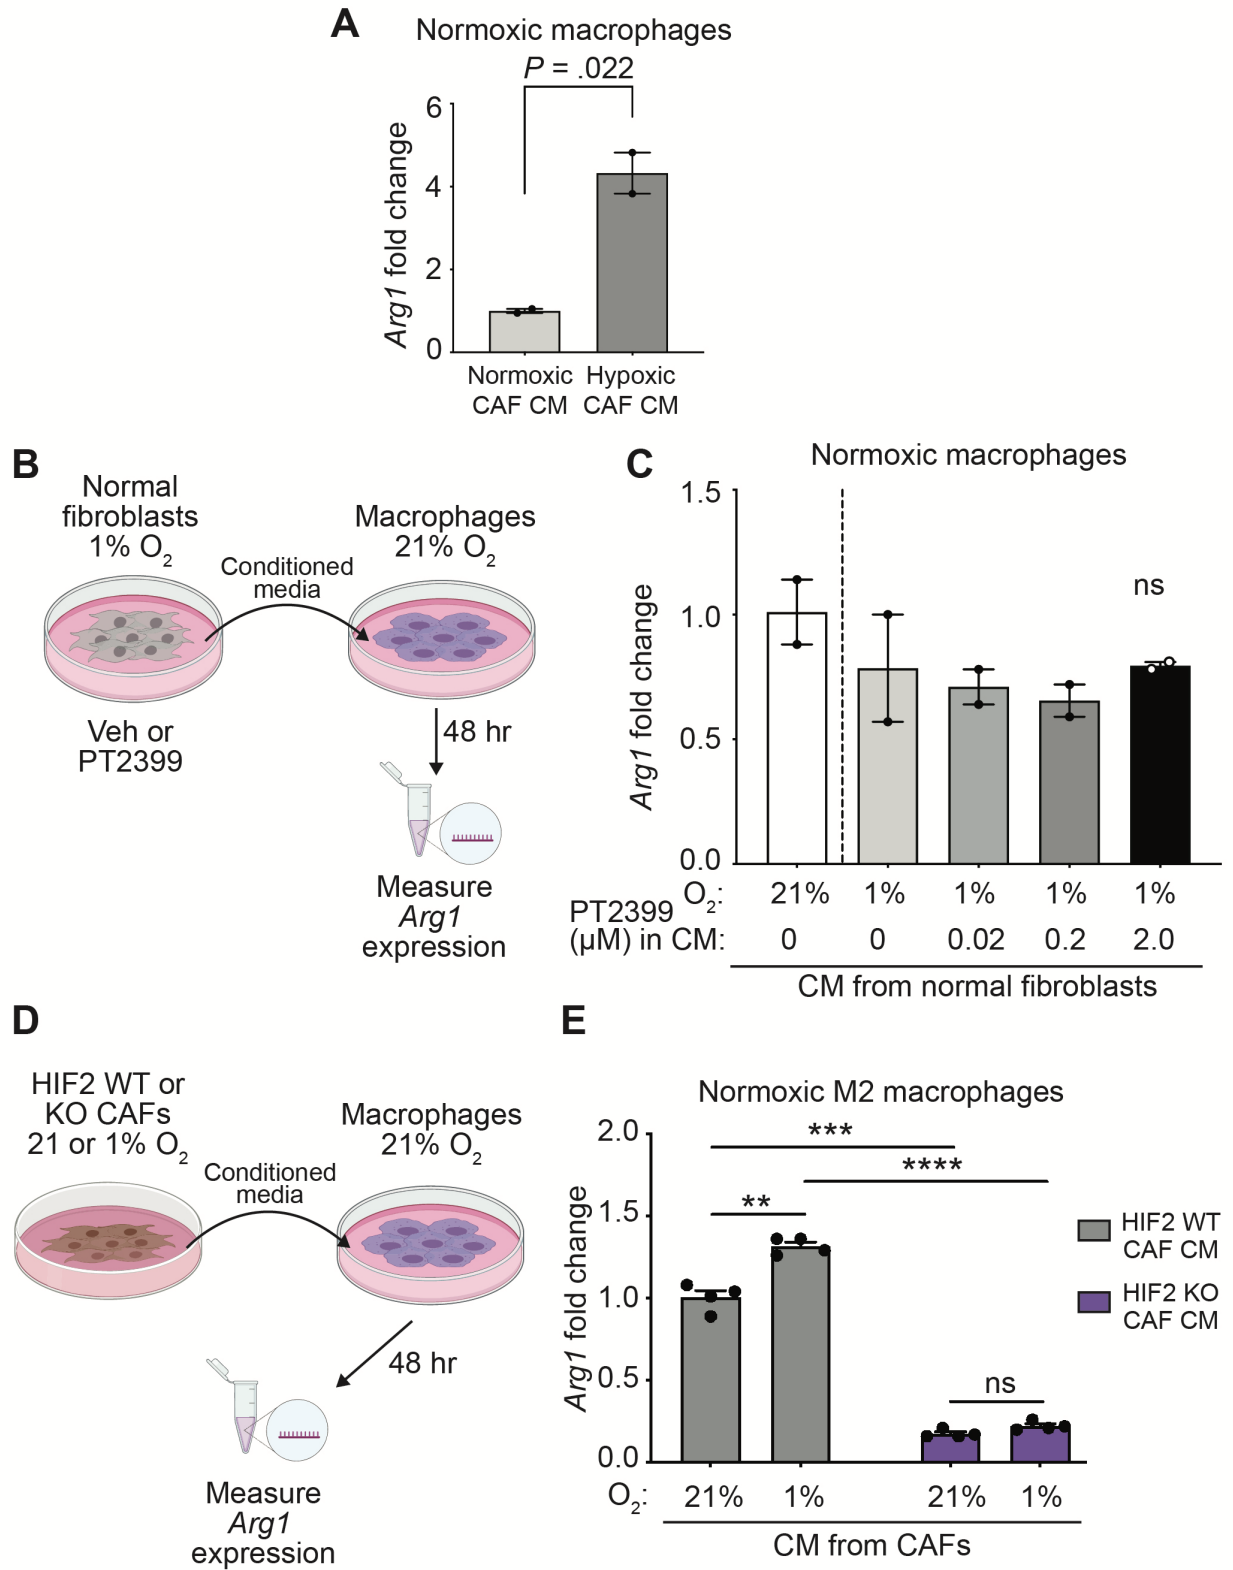 A
Normoxic macrophages
P = .022
Arg1 fold change
6
4
2
0
Normoxic
CAF CM
Hypoxic
CAF CM
B
Normal
fibroblasts
1% O2
Conditioned
media
Macrophages
21% O2
Veh or
PT2399
48 hr
Measure
Arg1
expression
C
Normoxic macrophages
Arg1 fold change
1.5
1.0
0.5
0.0
ns
O2: 21% 1% 1% 1% 1%
PT2399
(µM) in CM: 0 0 0.02 0.2 2.0
CM from normal fibroblasts
D
HIF2 WT or
KO CAFs
21 or 1% O2
Conditioned
media
Macrophages
21% O2
48 hr
Measure
Arg1
expression
E
Normoxic M2 macrophages
Arg1 fold change
2.0
1.5
1.0
0.5
0.0
***
****
**
ns
HIF2 WT
CAF CM
HIF2 KO
CAF CM
O2: 21% 1% 21% 1%
CM from CAFs